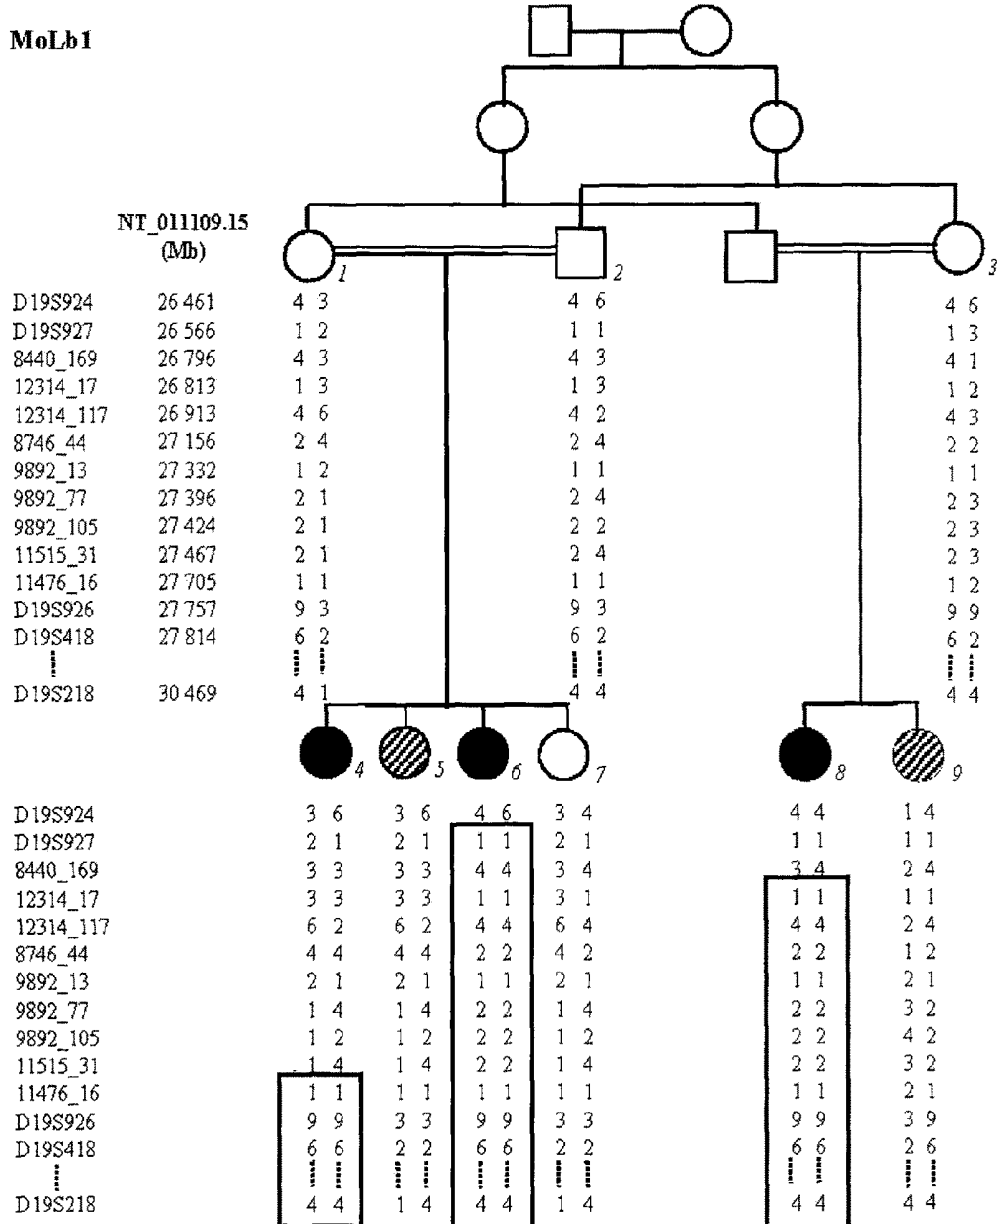 MoLb1
NT_011109.15
(Mb)
1 2 3
D19S924 26 461 4 3 4 6 4 6
D19S927 26 566 1 2 1 1 1 3
8440_169 26 796 4 3 4 3 4 1
12314_17 26 813 1 3 1 3 1 2
12314_117 26 913 4 6 4 2 4 3
8746_44 27 156 2 4 2 4 2 2
9892_13 27 332 1 2 1 1 1 1
9892_77 27 396 2 1 2 4 2 3
9892_105 27 424 2 1 2 2 2 3
11515_31 27 467 2 1 2 4 2 3
11476_16 27 705 1 1 1 1 1 2
D19S926 27 757 9 3 9 3 9 9
D19S418 27 814 6 2 6 2 6 2
D19S218 30 469 4 1 4 4 4 4
4 5 6 7 8 9
D19S924 3 6 3 6 4 6 3 4 4 4 1 4
D19S927 2 1 2 1 1 1 2 1 1 1 1 1
8440_169 3 3 3 3 4 4 3 4 3 4 2 4
12314_17 3 3 3 3 1 1 3 1 1 1 1 1
12314_117 6 2 6 2 4 4 6 4 4 4 2 4
8746_44 4 4 4 4 2 2 4 2 2 2 1 2
9892_13 2 1 2 1 1 1 2 1 1 1 2 1
9892_77 1 4 1 4 2 2 1 4 2 2 3 2
9892_105 1 2 1 2 2 2 1 2 2 2 4 2
11515_31 1 4 1 4 2 2 1 4 2 2 3 2
11476_16 1 1 1 1 1 1 1 1 1 1 2 1
D19S926 9 9 3 3 9 9 3 3 9 9 3 9
D19S418 6 6 2 2 6 6 2 2 6 6 2 6
D19S218 4 4 1 4 4 4 1 4 4 4 4 4